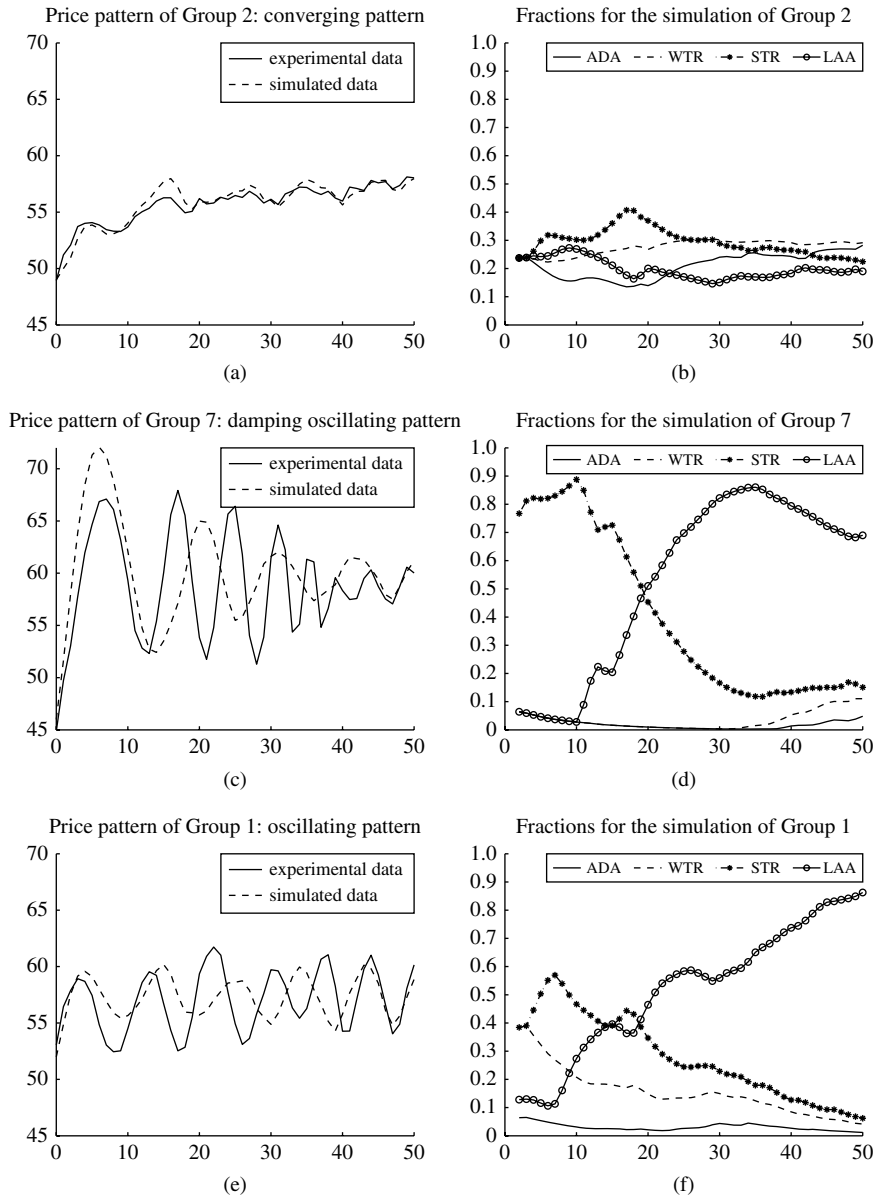 Price pattern of Group 2: converging pattern
70
65
60
55
50
45
0 10 20 30 40 50
experimental data
simulated data
(a)
Fractions for the simulation of Group 2
1.0
0.9
0.8
0.7
0.6
0.5
0.4
0.3
0.2
0.1
0
0 10 20 30 40 50
ADA WTR STR LAA
(b)
Price pattern of Group 7: damping oscillating pattern
70
65
60
55
50
45
0 10 20 30 40 50
experimental data
simulated data
(c)
Fractions for the simulation of Group 7
1.0
0.9
0.8
0.7
0.6
0.5
0.4
0.3
0.2
0.1
0
0 10 20 30 40 50
ADA WTR STR LAA
(d)
Price pattern of Group 1: oscillating pattern
70
65
60
55
50
45
0 10 20 30 40 50
experimental data
simulated data
(e)
Fractions for the simulation of Group 1
1.0
0.9
0.8
0.7
0.6
0.5
0.4
0.3
0.2
0.1
0
0 10 20 30 40 50
ADA WTR STR LAA
(f)